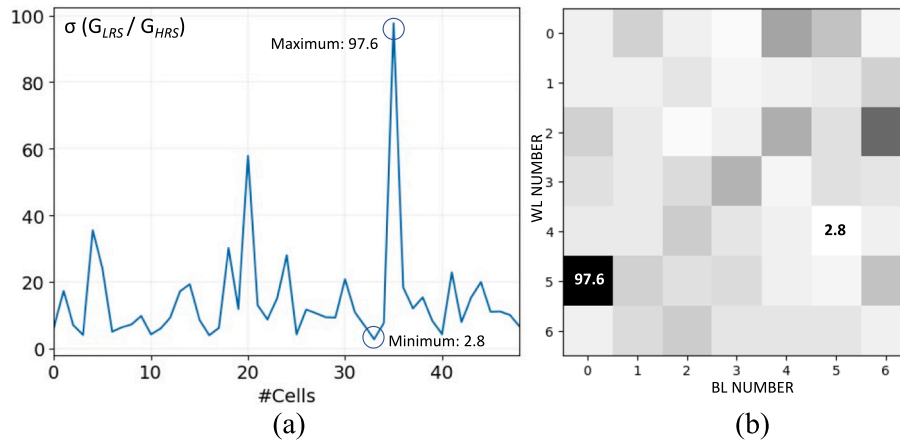 σ (G_LRS / G_HRS)
Maximum: 97.6
Minimum: 2.8
100
80
60
40
20
0
0 10 20 30 40
#Cells
(a)
WL NUMBER
0
1
2
3
4
5
6
2.8
97.6
0 1 2 3 4 5 6
BL NUMBER
(b)